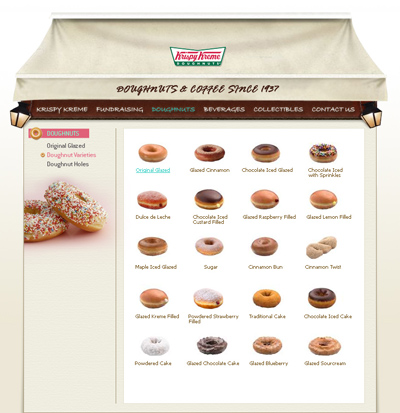 Krispy Kreme
DOUGHNUTS
DOUGHNUTS & COFFEE SINCE 1937
KRISPY KREME FUNDRAISING DOUGHNUTS BEVERAGES COLLECTIBLES CONTACT US
DOUGHNUTS
Original Glazed
Doughnut Varieties
Doughnut Holes
Original Glazed
Glazed Cinnamon
Chocolate Iced Glazed
Chocolate Iced
with Sprinkles
Dulce de Leche
Chocolate Iced
Custard Filled
Glazed Raspberry Filled
Glazed Lemon Filled
Maple Iced Glazed
Sugar
Cinnamon Bun
Cinnamon Twist
Glazed Kreme Filled
Powdered Strawberry
Filled
Traditional Cake
Chocolate Iced Cake
Powdered Cake
Glazed Chocolate Cake
Glazed Blueberry
Glazed Sourcream